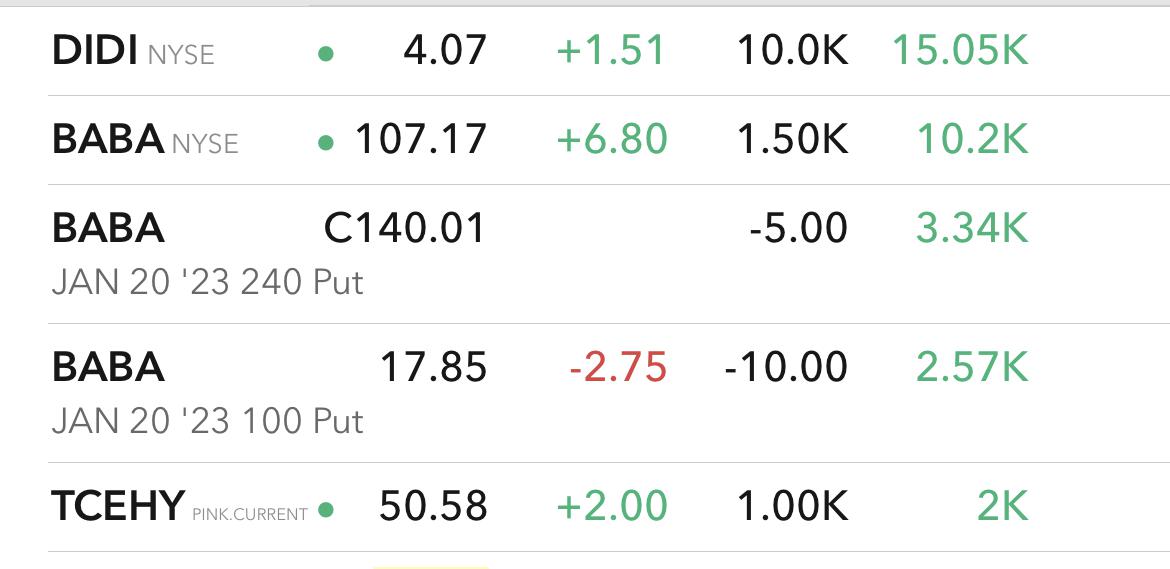 DIDI NYSE 4.07 +1.51 10.0K 15.05K
BABA NYSE 107.17 +6.80 1.50K 10.2K
BABA C140.01 -5.00 3.34K
JAN 20 '23 240 Put
BABA 17.85 -2.75 -10.00 2.57K
JAN 20 '23 100 Put
TCEHY PINK.CURRENT 50.58 +2.00 1.00K 2K